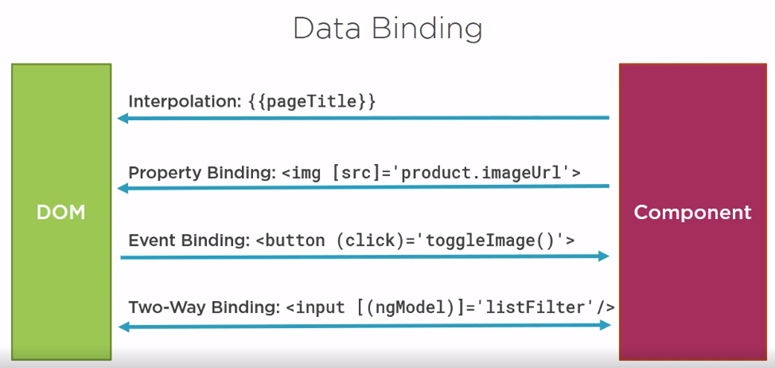 Data Binding
Interpolation: {{pageTitle}}
Property Binding: <img [src]='product.imageUrl'>
DOM
Component
Event Binding: <button (click)='toggleImage()'>
Two-Way Binding: <input [(ngModel)]='listFilter'/>